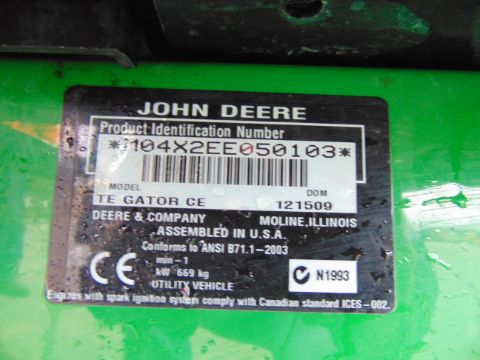 JOHN DEERE
Product Identification Number
*M04X2EE050103*
MODEL DOM
TE GATOR CE 121509
DEERE & COMPANY MOLINE, ILLINOIS
ASSEMBLED IN U.S.A.
Conforms to ANSI B71.1-2003
min-1
kW 669 kg
UTILITY VEHICLE
CE N1993
Engines with spark ignition system comply with Canadian standard ICES-002.